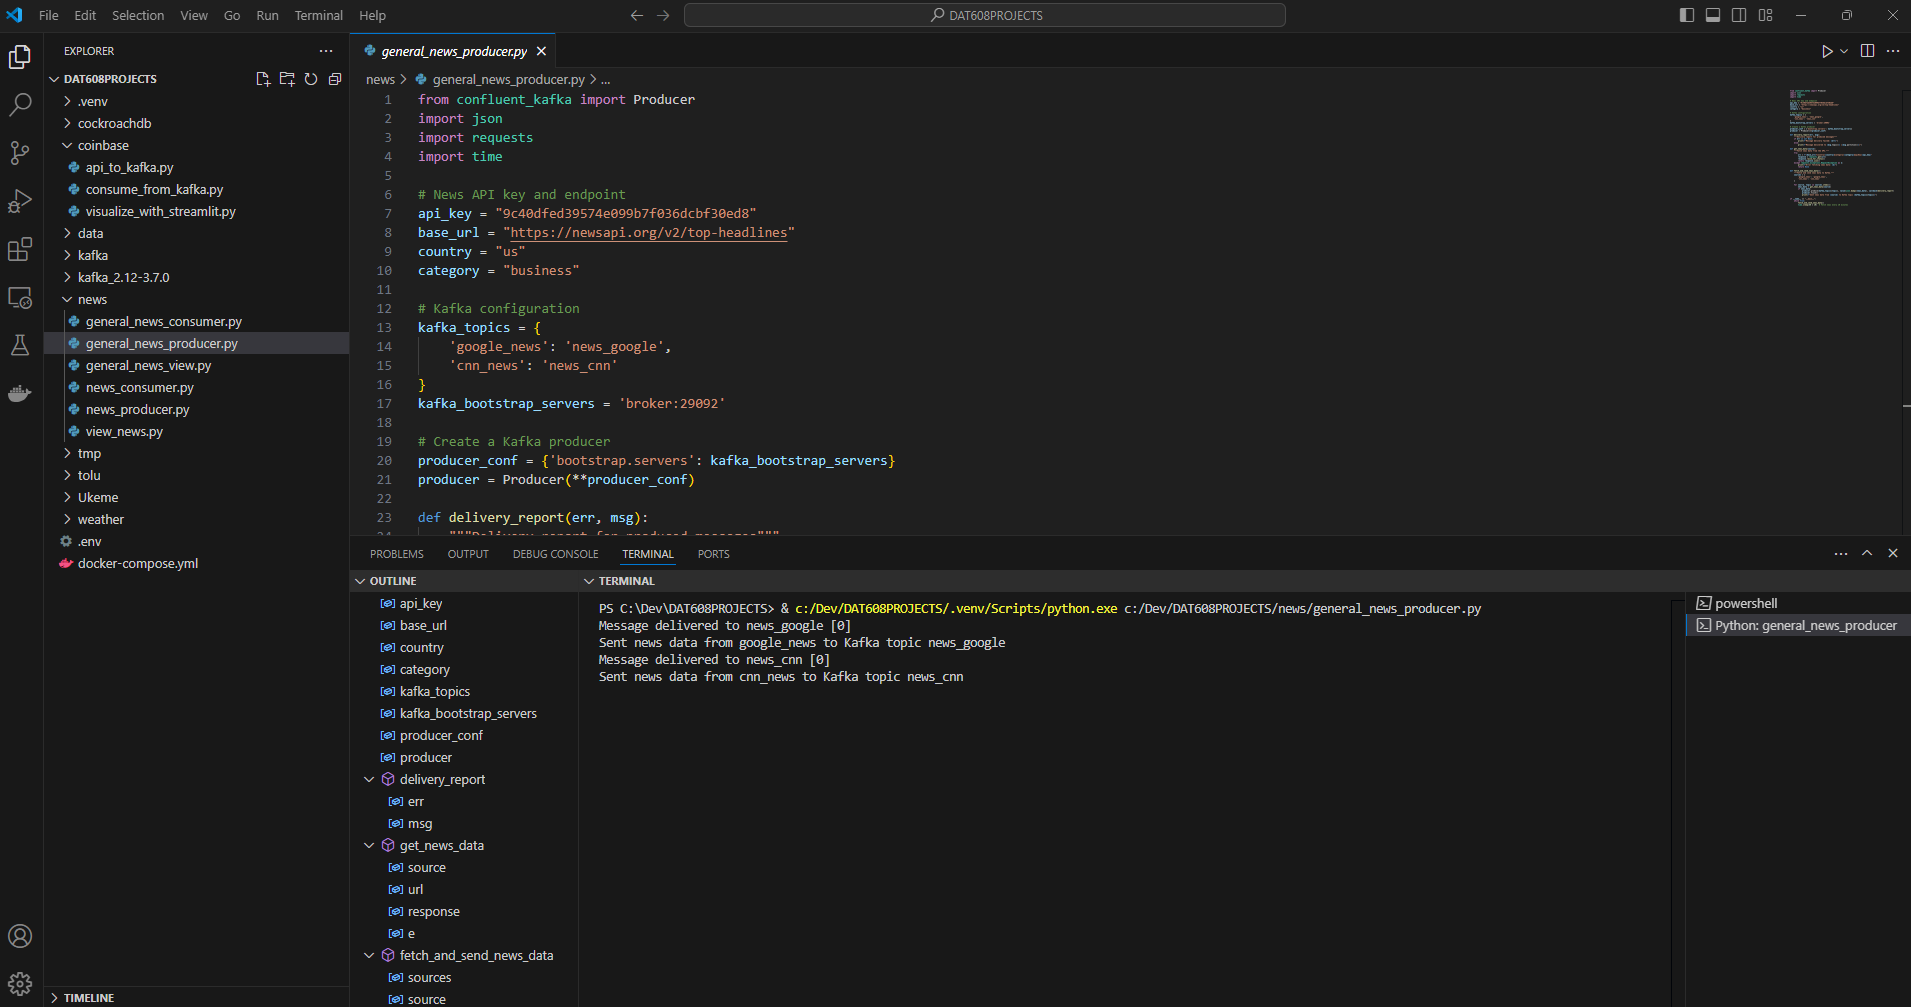 File Edit Selection View Go Run Terminal Help
DAT608PROJECTS
EXPLORER
DAT608PROJECTS
.venv
cockroachdb
coinbase
api_to_kafka.py
consume_from_kafka.py
visualize_with_streamlit.py
data
kafka
kafka_2.12-3.7.0
news
general_news_consumer.py
general_news_producer.py
general_news_view.py
news_consumer.py
news_producer.py
view_news.py
tmp
tolu
Ukeme
weather
.env
docker-compose.yml
TIMELINE
general_news_producer.py
news > general_news_producer.py > ...
1 from confluent_kafka import Producer
2 import json
3 import requests
4 import time
5
6 # News API key and endpoint
7 api_key = "9c40dfed39574e099b7f036dcbf30ed8"
8 base_url = "https://newsapi.org/v2/top-headlines"
9 country = "us"
10 category = "business"
11
12 # Kafka configuration
13 kafka_topics = {
14 'google_news': 'news_google',
15 'cnn_news': 'news_cnn'
16 }
17 kafka_bootstrap_servers = 'broker:29092'
18
19 # Create a Kafka producer
20 producer_conf = {'bootstrap.servers': kafka_bootstrap_servers}
21 producer = Producer(**producer_conf)
22
23 def delivery_report(err, msg):
24 """Delivery report for produced messages"""
PROBLEMS OUTPUT DEBUG CONSOLE TERMINAL PORTS
OUTLINE
api_key
base_url
country
category
kafka_topics
kafka_bootstrap_servers
producer_conf
producer
delivery_report
err
msg
get_news_data
source
url
response
e
fetch_and_send_news_data
sources
source
TERMINAL
PS C:\Dev\DAT608PROJECTS> & c:/Dev/DAT608PROJECTS/.venv/Scripts/python.exe c:/Dev/DAT608PROJECTS/news/general_news_producer.py
Message delivered to news_google [0]
Sent news data from google_news to Kafka topic news_google
Message delivered to news_cnn [0]
Sent news data from cnn_news to Kafka topic news_cnn
powershell
Python: general_news_producer